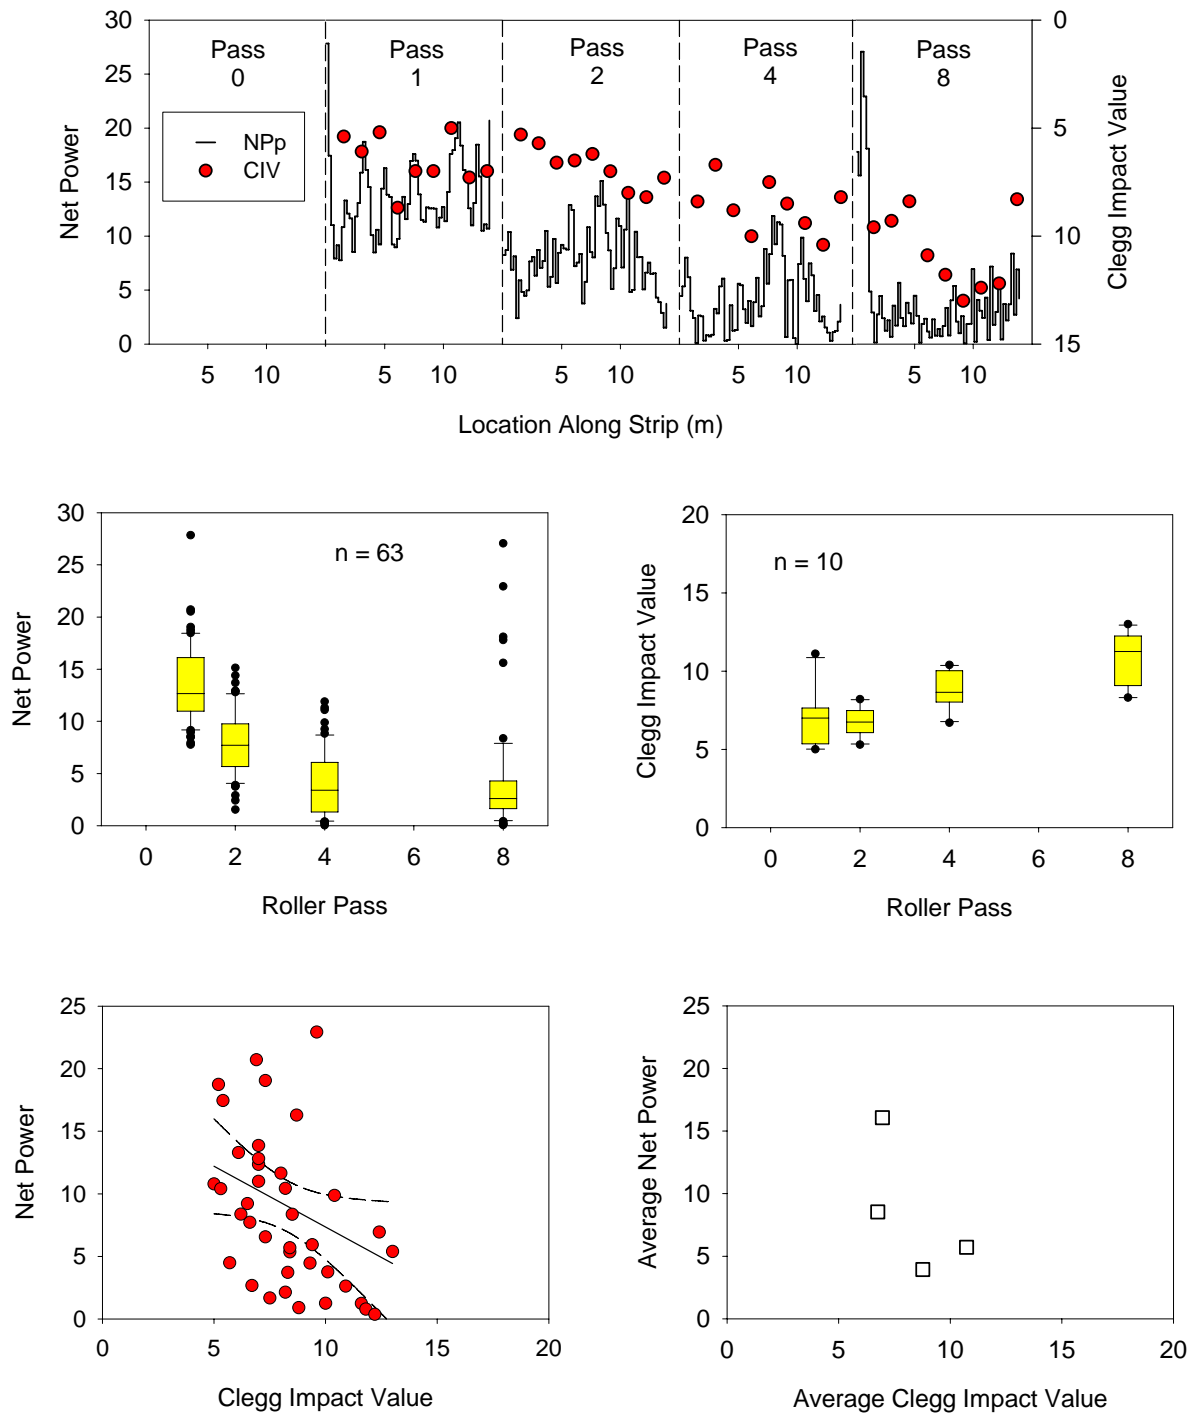 30
25
20
15
10
5
0
Net Power
Pass
0
Pass
1
Pass
2
Pass
4
Pass
8
NPp
CIV
0
5
10
15
Clegg Impact Value
5 10 5 10 5 10 5 10 5 10
Location Along Strip (m)
30
25
20
15
10
5
0
Net Power
n = 63
0 2 4 6 8
Roller Pass
20
15
10
5
0
Clegg Impact Value
n = 10
0 2 4 6 8
Roller Pass
25
20
15
10
5
0
Net Power
0 5 10 15 20
Clegg Impact Value
25
20
15
10
5
0
Average Net Power
0 5 10 15 20
Average Clegg Impact Value